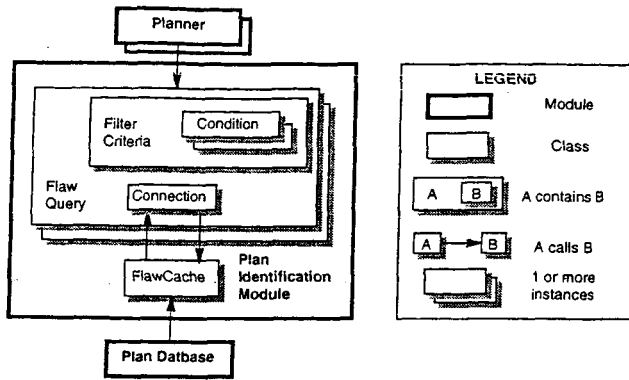 Planner
Filter
Criteria
Condition
Flaw
Query
Connection
FlawCache
Plan
Identification
Module
Plan Datbase
LEGEND
Module
Class
A B A contains B
A B A calls B
1 or more
instances